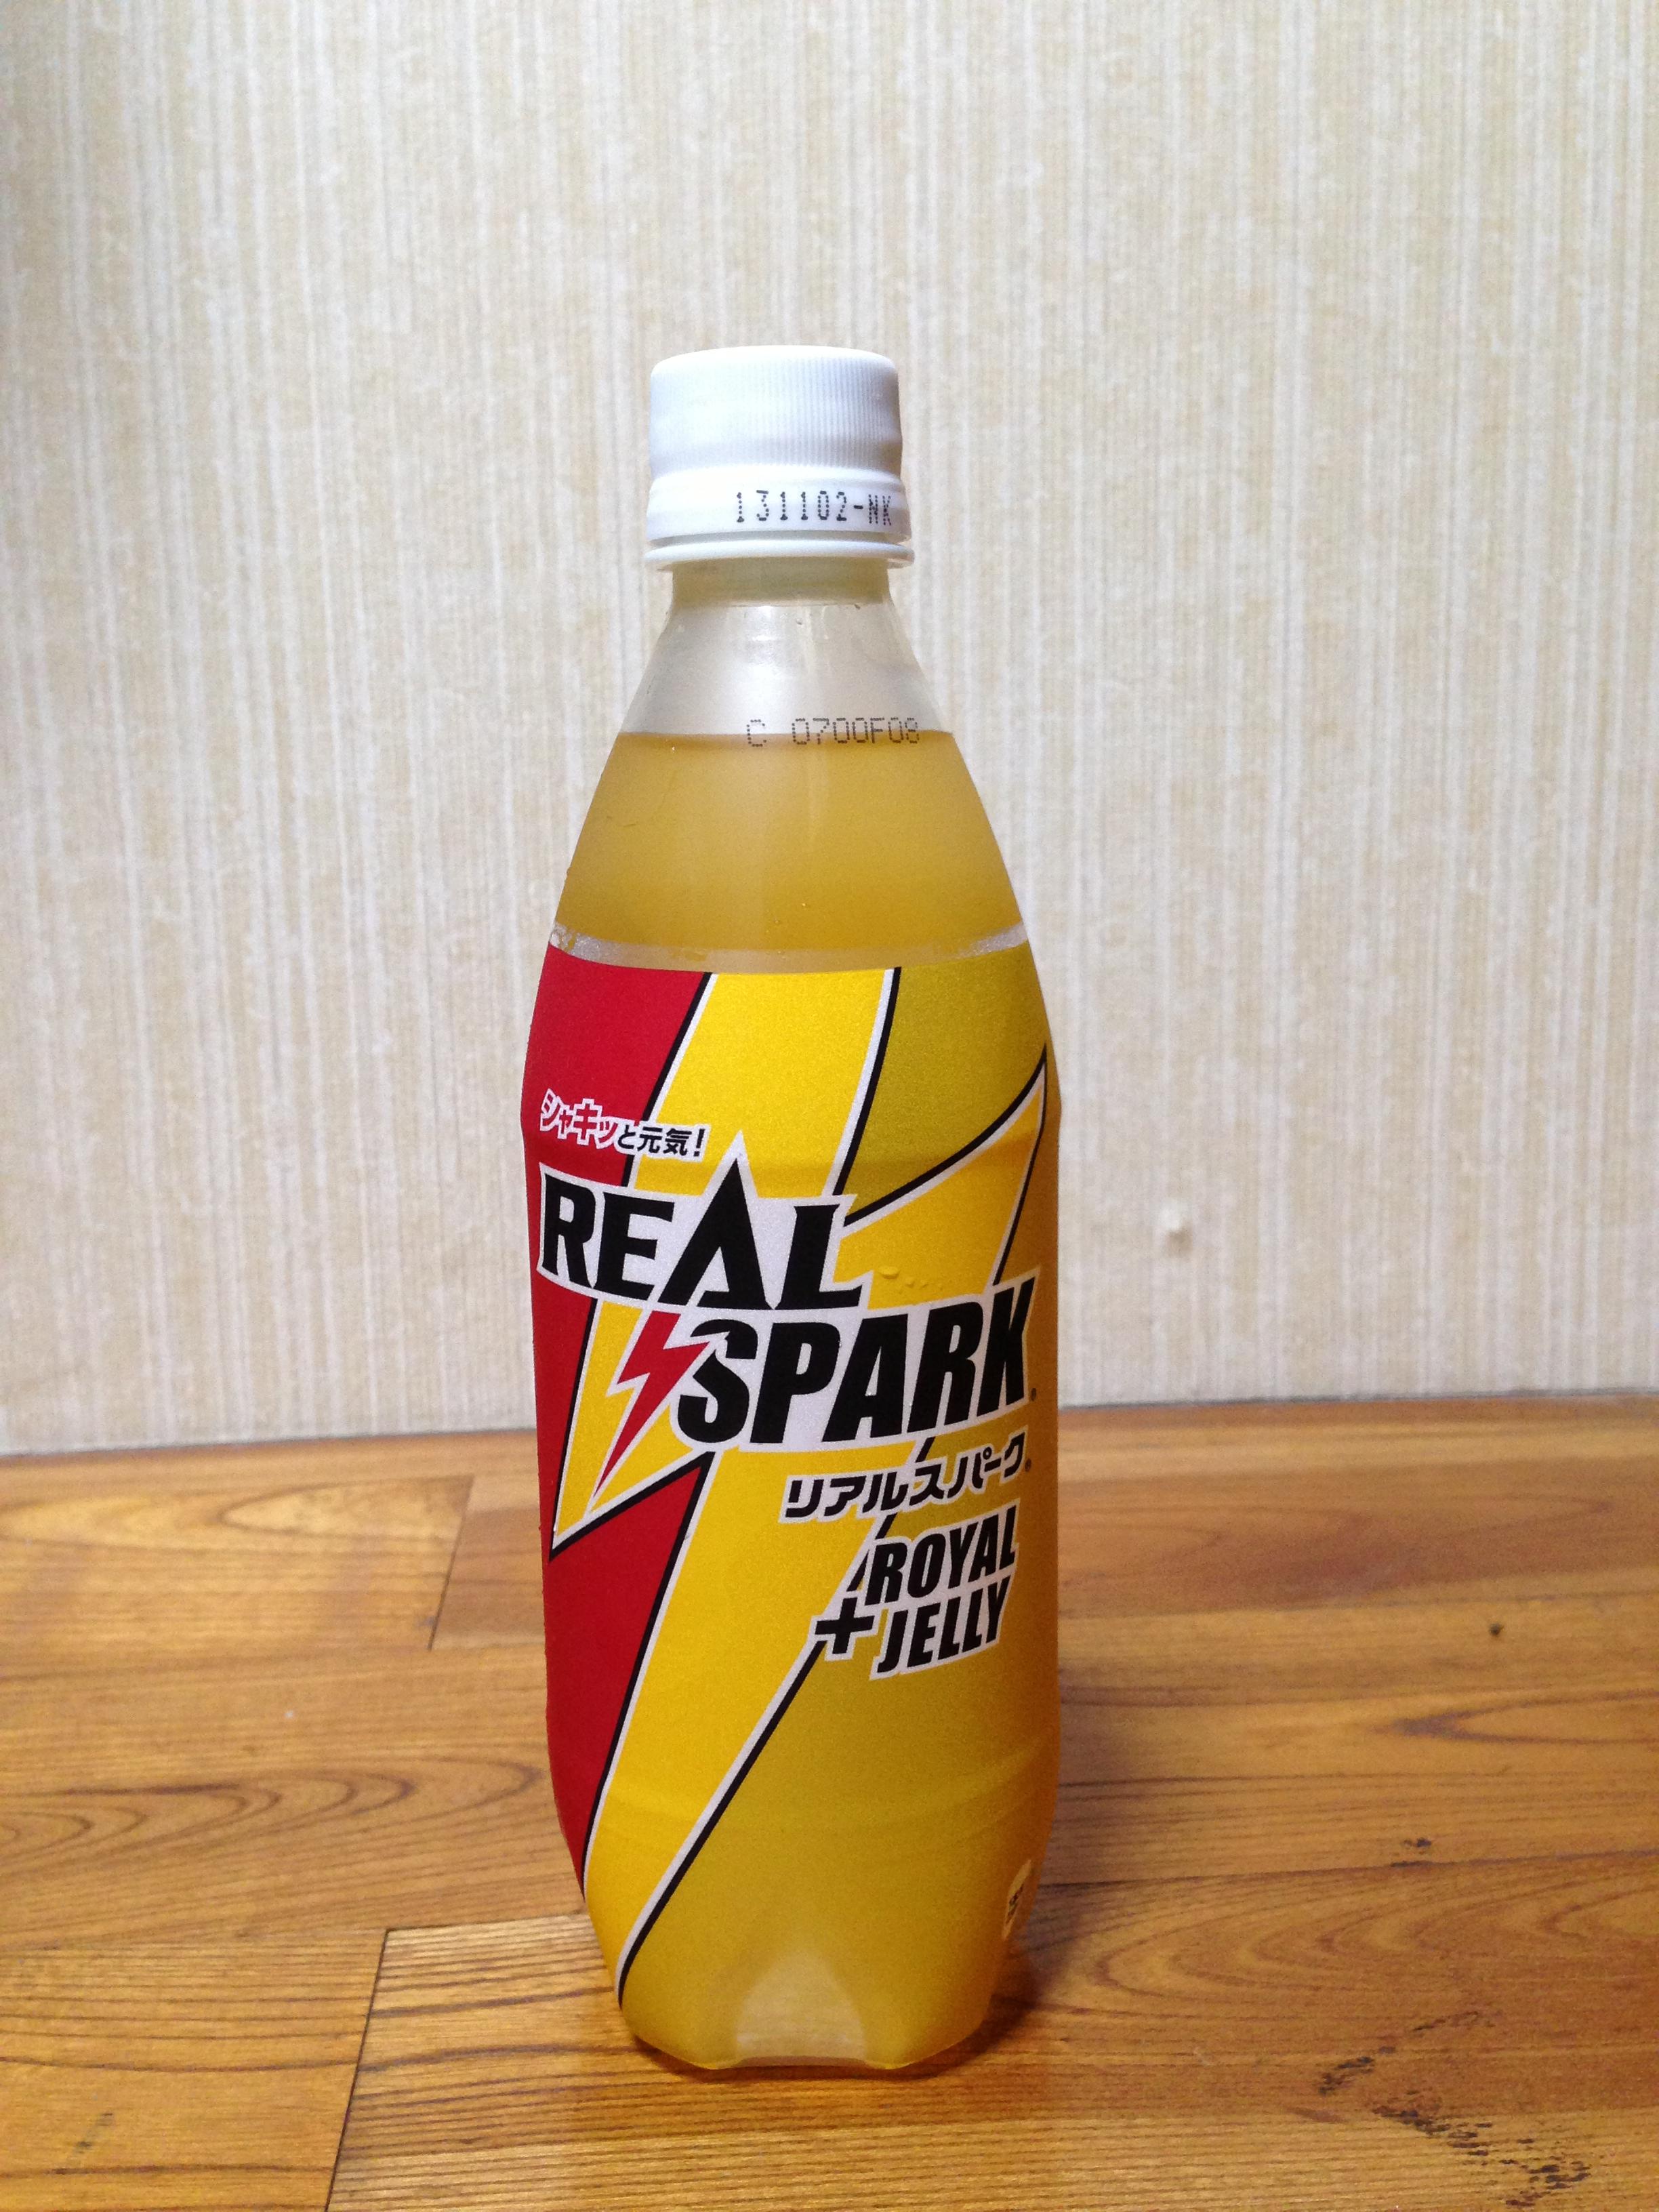 131102-NK
C 0700F08
シャキッと元気!
REAL
SPARK®
リアルスパーク®
+ROYAL
JELLY